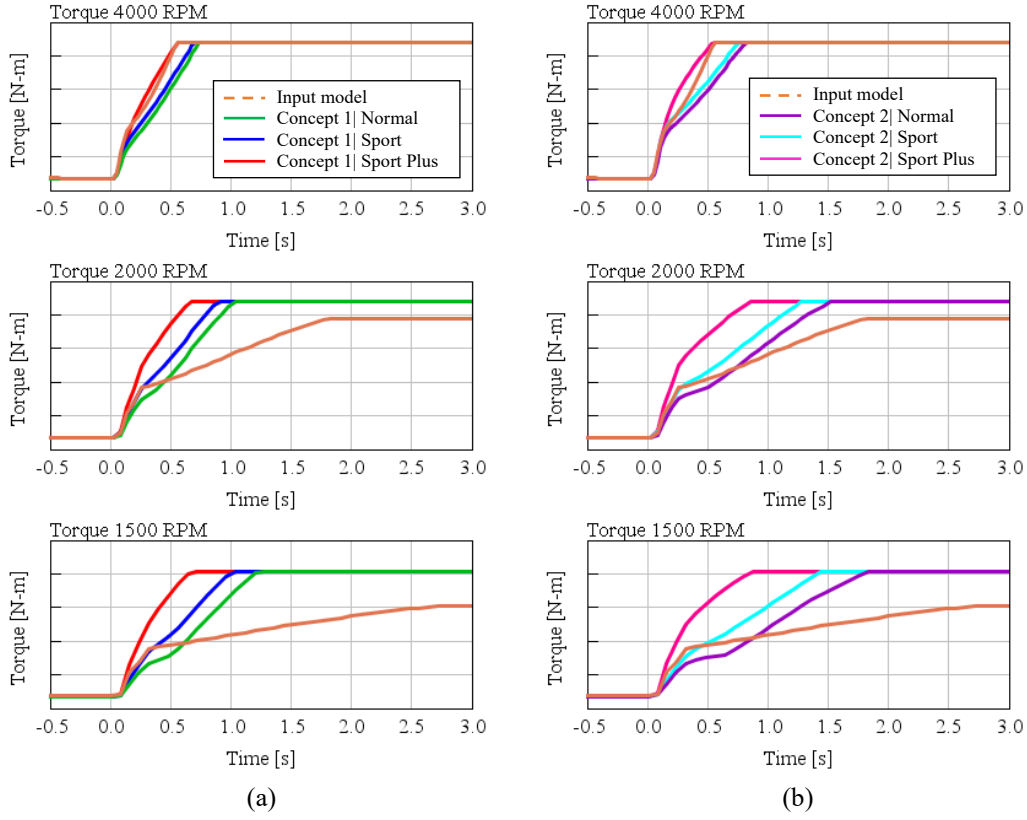 Torque 4000 RPM
Torque [N-m]
Input model
Concept 1| Normal
Concept 1| Sport
Concept 1| Sport Plus
-0.5 0.0 0.5 1.0 1.5 2.0 2.5 3.0
Time [s]
Torque 2000 RPM
Torque [N-m]
-0.5 0.0 0.5 1.0 1.5 2.0 2.5 3.0
Time [s]
Torque 1500 RPM
Torque [N-m]
-0.5 0.0 0.5 1.0 1.5 2.0 2.5 3.0
Time [s]
(a)
Torque 4000 RPM
Torque [N-m]
Input model
Concept 2| Normal
Concept 2| Sport
Concept 2| Sport Plus
-0.5 0.0 0.5 1.0 1.5 2.0 2.5 3.0
Time [s]
Torque 2000 RPM
Torque [N-m]
-0.5 0.0 0.5 1.0 1.5 2.0 2.5 3.0
Time [s]
Torque 1500 RPM
Torque [N-m]
-0.5 0.0 0.5 1.0 1.5 2.0 2.5 3.0
Time [s]
(b)